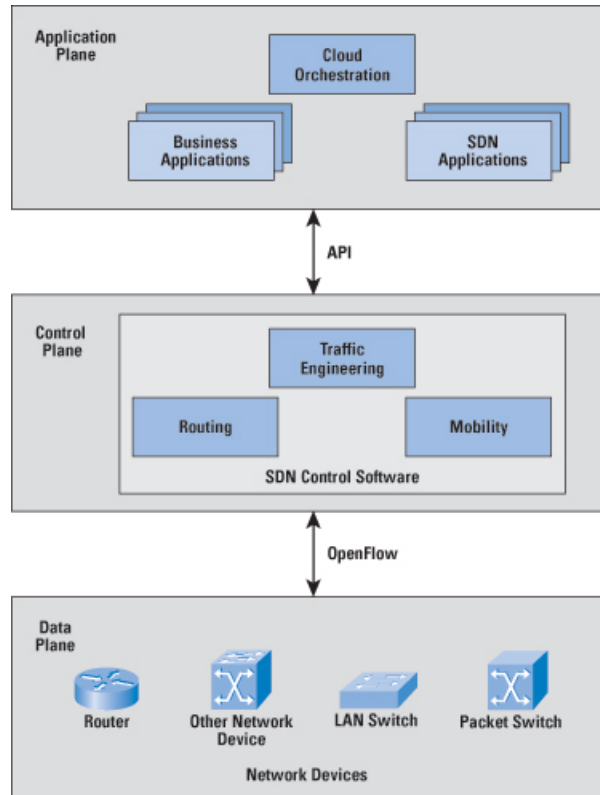 Application
Plane
Cloud
Orchestration
Business
Applications
SDN
Applications
API
Control
Plane
Traffic
Engineering
Routing
Mobility
SDN Control Software
OpenFlow
Data
Plane
Router
Other Network
Device
LAN Switch
Packet Switch
Network Devices